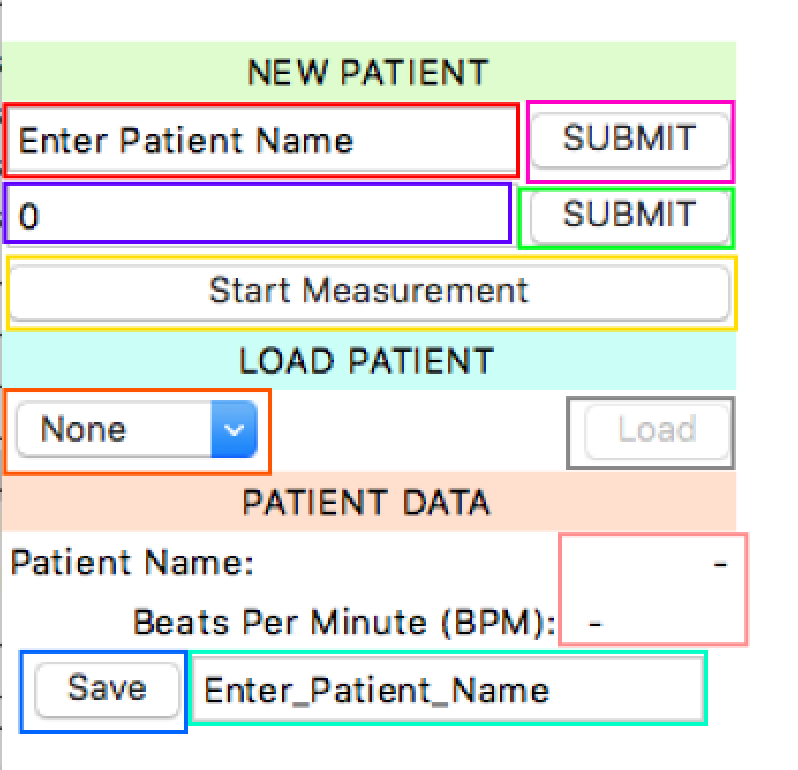 NEW PATIENT
Enter Patient Name SUBMIT
0 SUBMIT
Start Measurement
LOAD PATIENT
None Load
PATIENT DATA
Patient Name: -
Beats Per Minute (BPM): -
Save Enter_Patient_Name